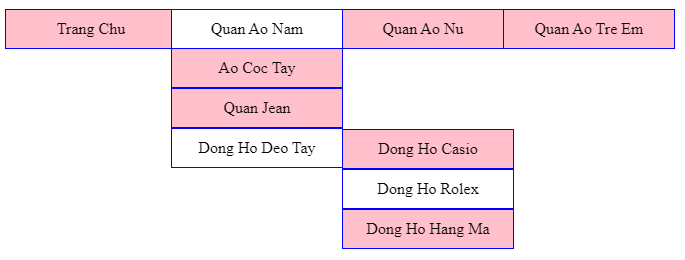 Trang Chu
Quan Ao Nam
Quan Ao Nu
Quan Ao Tre Em
Ao Coc Tay
Quan Jean
Dong Ho Deo Tay
Dong Ho Casio
Dong Ho Rolex
Dong Ho Hang Ma